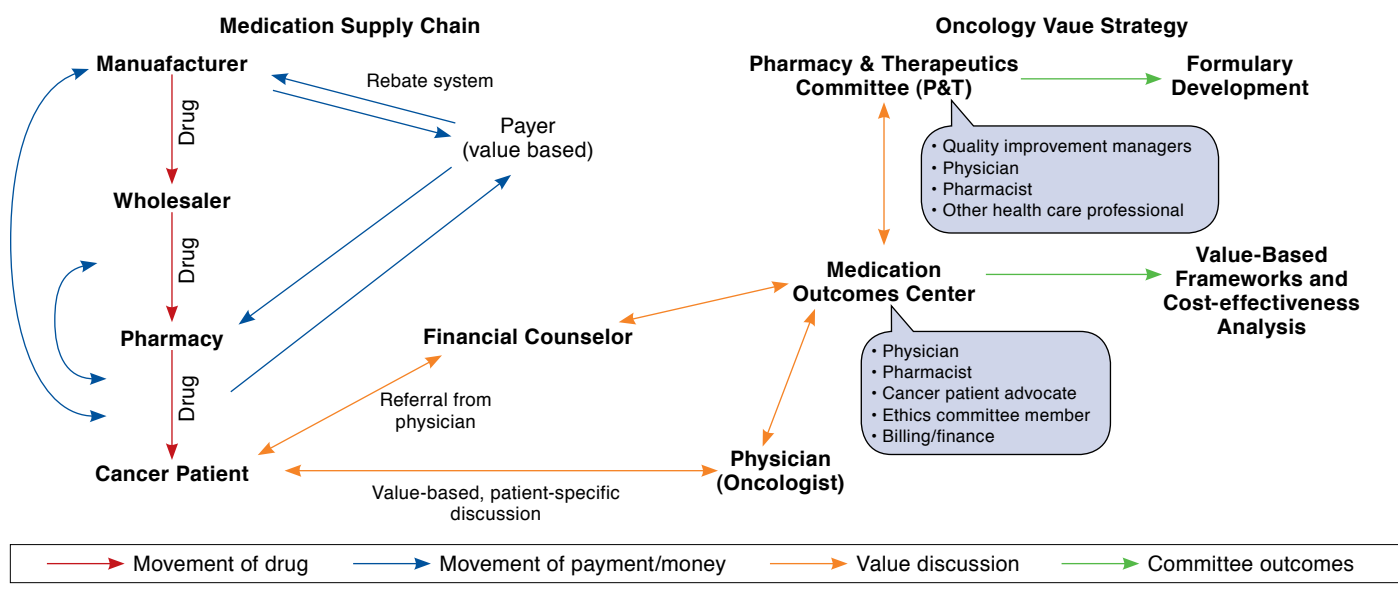 Medication Supply Chain
Manuafacturer
Rebate system
Payer
(value based)
Drug
Wholesaler
Drug
Pharmacy
Drug
Cancer Patient
Financial Counselor
Referral from
physician
Value-based, patient-specific
discussion
Oncology Vaue Strategy
Pharmacy & Therapeutics
Committee (P&T)
Formulary
Development
• Quality improvement managers
• Physician
• Pharmacist
• Other health care professional
Medication
Outcomes Center
Value-Based
Frameworks and
Cost-effectiveness
Analysis
• Physician
• Pharmacist
• Cancer patient advocate
• Ethics committee member
• Billing/finance
Physician
(Oncologist)
Movement of drug
Movement of payment/money
Value discussion
Committee outcomes